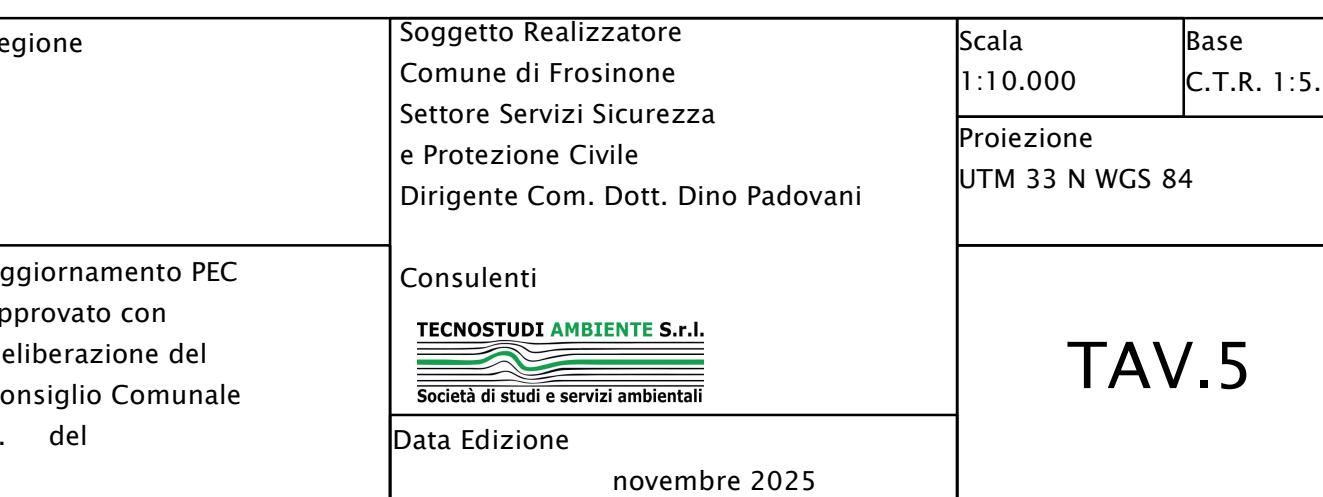 egione
ggiornamento PEC
pprovato con
eliberazione del
onsiglio Comunale
. del
Soggetto Realizzatore
Comune di Frosinone
Settore Servizi Sicurezza
e Protezione Civile
Dirigente Com. Dott. Dino Padovani
Consulenti
TECNOSTUDI AMBIENTE S.r.l.
Società di studi e servizi ambientali
Data Edizione
novembre 2025
Scala
1:10.000
Base
C.T.R. 1:5.
Proiezione
UTM 33 N WGS 84
TAV.5